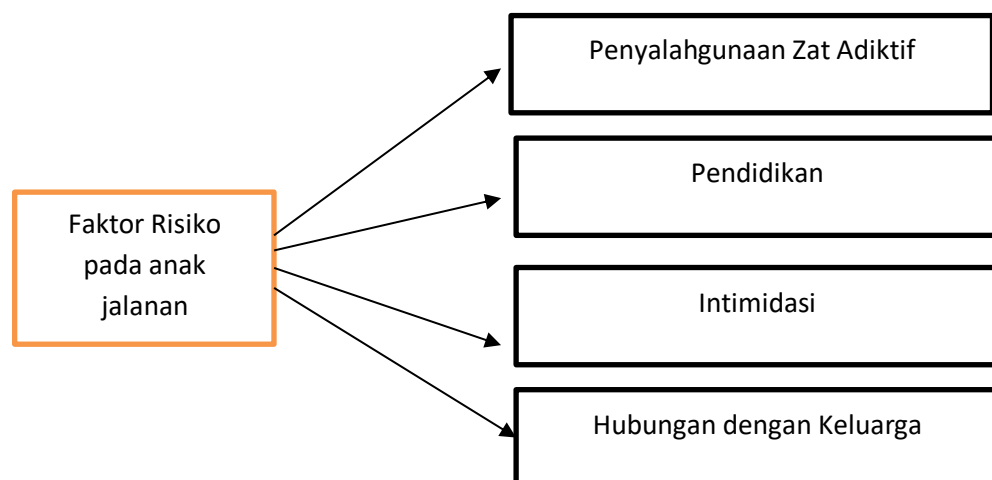 Penyalahgunaan Zat Adiktif
Pendidikan
Faktor Risiko
pada anak
jalanan
Intimidasi
Hubungan dengan Keluarga